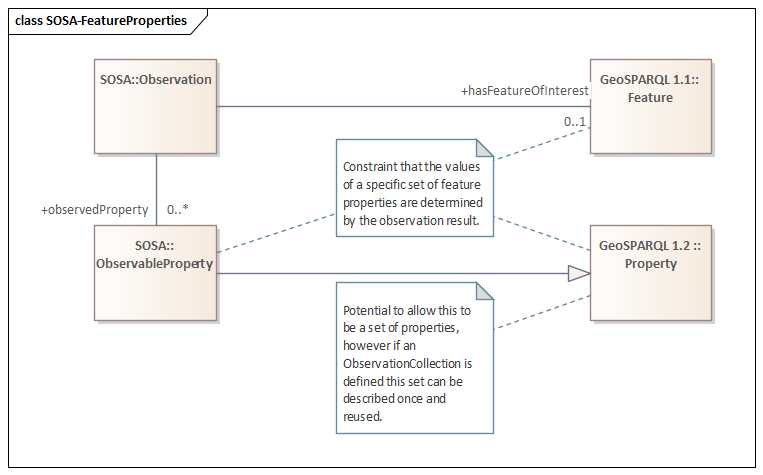 class SOSA-FeatureProperties
SOSA::Observation
GeoSPARQL 1.1::
Feature
+hasFeatureOfInterest
0..1
Constraint that the values
of a specific set of feature
properties are determined
by the observation result.
+observedProperty
0..*
SOSA::
ObservableProperty
GeoSPARQL 1.2 ::
Property
Potential to allow this to
be a set of properties,
however if an
ObservationCollection is
defined this set can be
described once and
reused.